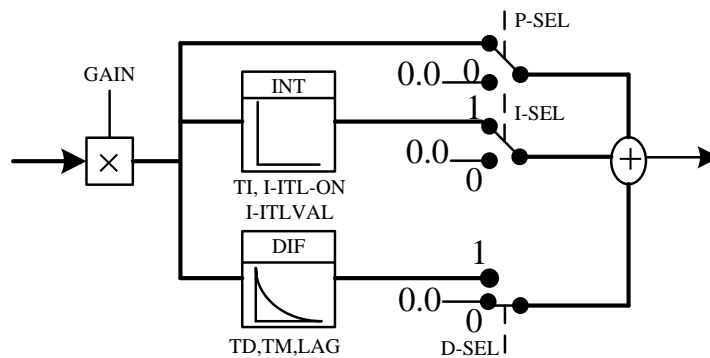 P-SEL
GAIN
0.0
0
INT
1
I-SEL
×
0.0
+
TI, I-ITL-ON
0
I-ITLVAL
DIF
1
0.0
0
TD,TM,LAG
D-SEL